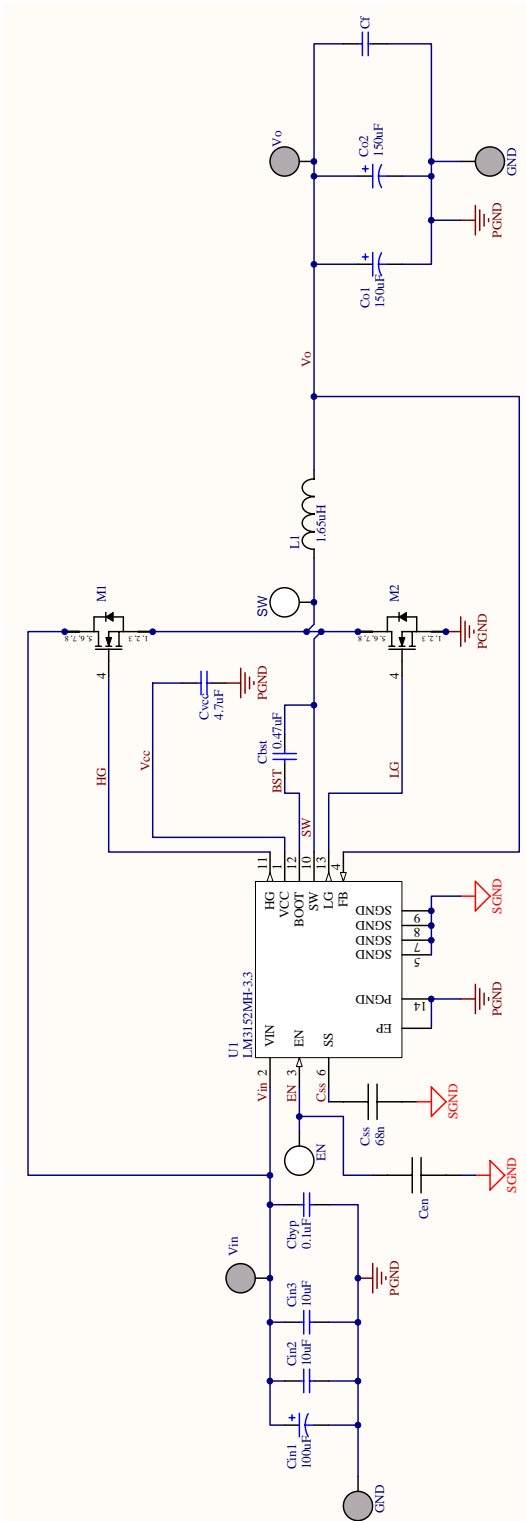 GND
Cin1
100uF
Cin2
10uF
Cin3
10uF
Vin
Cbyp
0.1uF
PGND
EN
Cen
SGND
Css
68n
SGND
Vin
2
EN
3
Css
6
U1
LM3152MH-3.3
VIN
EN
SS
HG
VCC
BOOT
SW
LG
FB
EP
PGND
SGND
SGND
SGND
SGND
11
1
12
10
13
4
14
5
7
8
9
PGND
SGND
HG
Vcc
BST
SW
LG
Cvcc
4.7uF
PGND
Cbst
0.47uF
M1
5,6,7,8
1,2,3
4
M2
5,6,7,8
1,2,3
4
PGND
SW
L1
1.65uH
Vo
Co1
150uF
Co2
150uF
Vo
Cf
PGND
GND